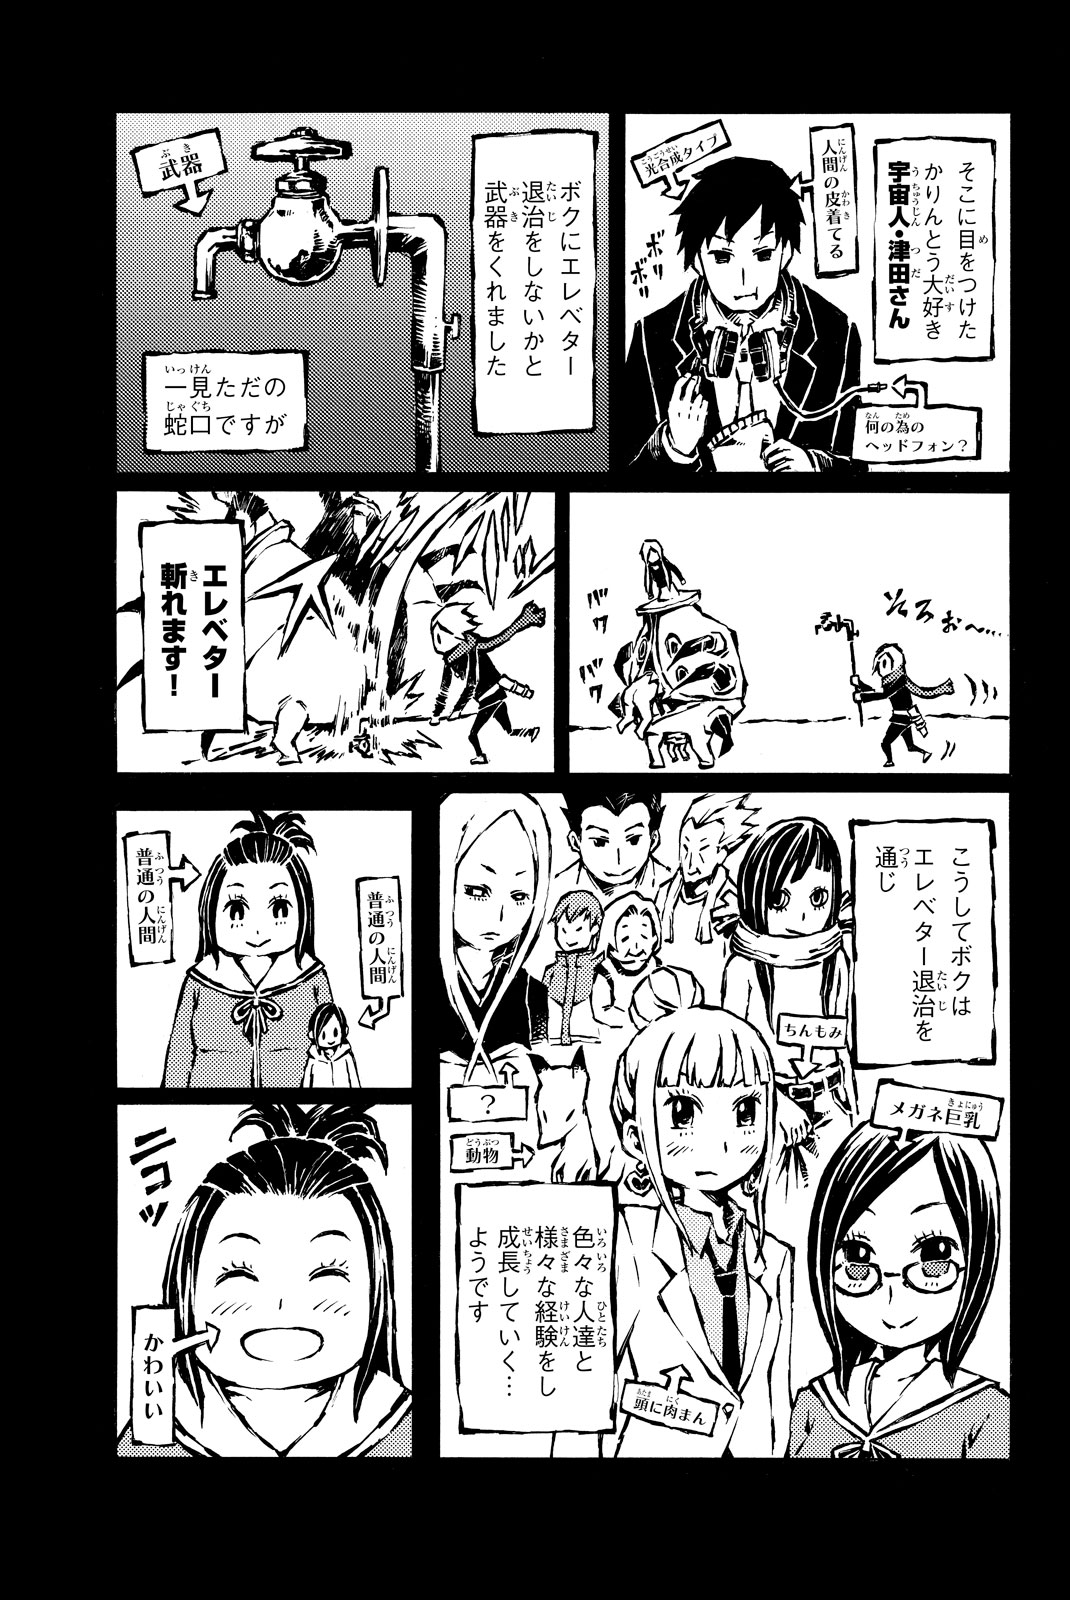 そこに目をつけた
かりんとう大好き
宇宙人・津田さん
人間の皮着てる
光合成タイプ
ボリボリ
何の為の
ヘッドフォン？
ボクにエレベター
退治をしないかと
武器をくれました
武器
一見ただの
蛇口ですが
そろぉ〜…
バワ
バワ
エレベター
斬れます！
こうしてボクは
エレベター退治を
通じ
ちんもみ
メガネ巨乳
？
動物
頭に肉まん
色々な人達と
様々な経験をし
成長していく…
ようです
普通の人間
普通の人間
ニコッ
かわいい